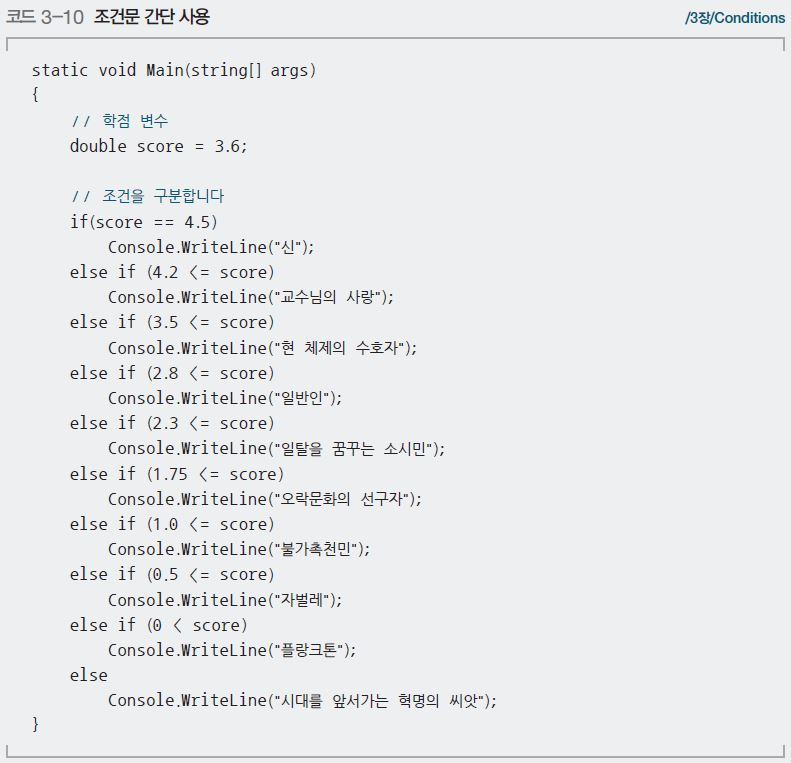 코드 3-10 조건문 간단 사용 /3장/Conditions
static void Main(string[] args)
{
// 학점 변수
double score = 3.6;
// 조건을 구분합니다
if(score == 4.5)
Console.WriteLine("신");
else if (4.2 <= score)
Console.WriteLine("교수님의 사랑");
else if (3.5 <= score)
Console.WriteLine("현 체제의 수호자");
else if (2.8 <= score)
Console.WriteLine("일반인");
else if (2.3 <= score)
Console.WriteLine("일탈을 꿈꾸는 소시민");
else if (1.75 <= score)
Console.WriteLine("오락문화의 선구자");
else if (1.0 <= score)
Console.WriteLine("불가촉천민");
else if (0.5 <= score)
Console.WriteLine("자벌레");
else if (0 < score)
Console.WriteLine("플랑크톤");
else
Console.WriteLine("시대를 앞서가는 혁명의 씨앗");
}